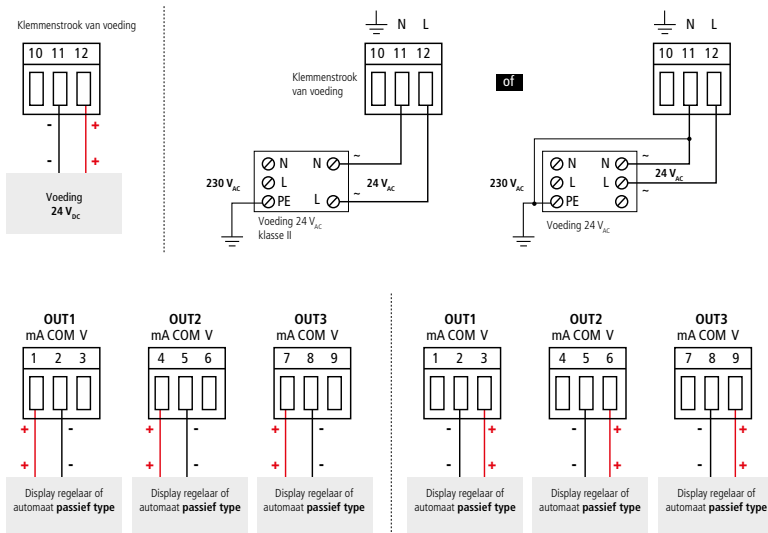 Klemmenstrook van voeding
10 11 12
-
+
-
+
Voeding
24 VDC
N L
10 11 12
Klemmenstrook
van voeding
230 VAC
N
L
PE
N
L
~
~
24 VAC
Voeding 24 VAC
klasse II
of
N L
10 11 12
230 VAC
N
L
PE
N
L
~
24 VAC
~
Voeding 24 VAC
OUT1
mA COM V
1 2 3
+ -
+ -
Display regelaar of
automaat passief type
OUT2
mA COM V
4 5 6
+ -
+ -
Display regelaar of
automaat passief type
OUT3
mA COM V
7 8 9
+ -
+ -
Display regelaar of
automaat passief type
OUT1
mA COM V
1 2 3
- +
- +
Display regelaar of
automaat passief type
OUT2
mA COM V
4 5 6
- +
- +
Display regelaar of
automaat passief type
OUT3
mA COM V
7 8 9
- +
- +
Display regelaar of
automaat passief type